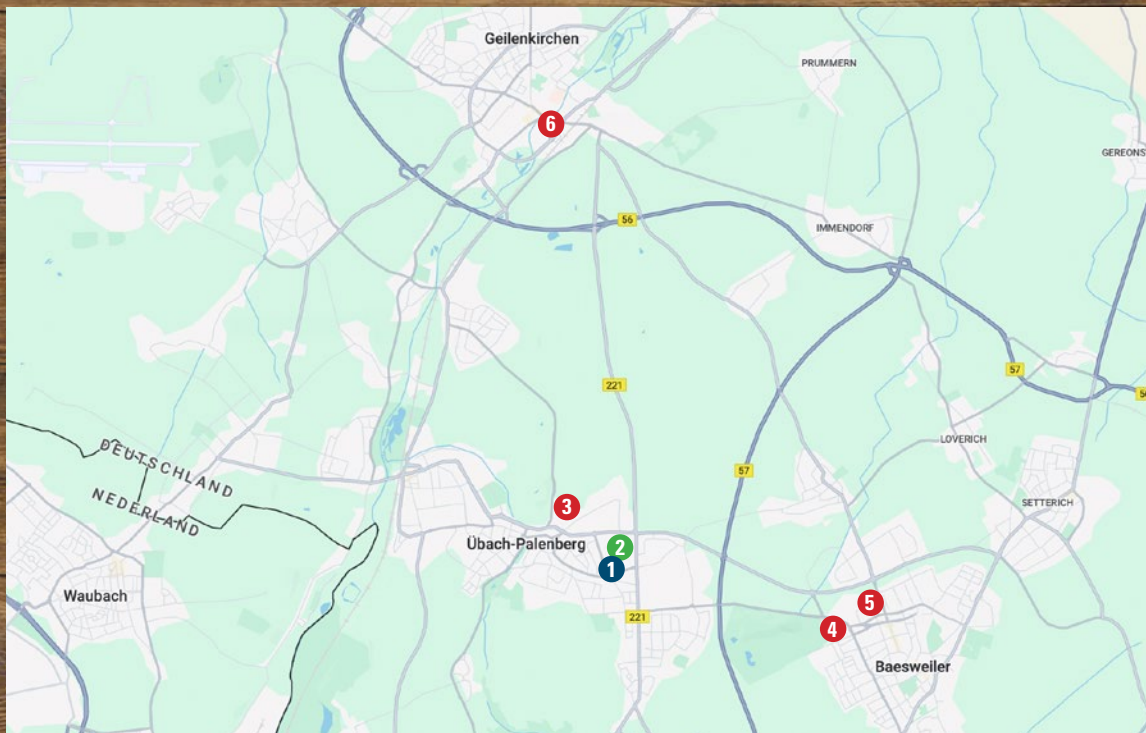 Geilenkirchen
PRUMMERN
6
GEREONS
56
IMMENDORF
57
221
56
LOVERICH
DEUTSCHLAND
NEDERLAND
57
SETTERICH
3
Übach-Palenberg
2
1
Waubach
5
221
4
Baesweiler